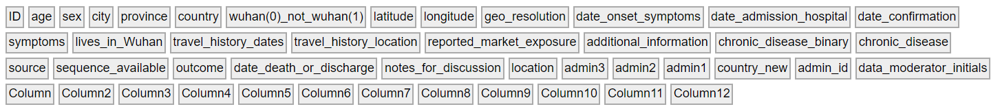 ID age sex city province country wuhan(0)_not_wuhan(1) latitude longitude geo_resolution date_onset_symptoms date_admission_hospital date_confirmation
symptoms lives_in_Wuhan travel_history_dates travel_history_location reported_market_exposure additional_information chronic_disease_binary chronic_disease
source sequence_available outcome date_death_or_discharge notes_for_discussion location admin3 admin2 admin1 country_new admin_id data_moderator_initials
Column Column2 Column3 Column4 Column5 Column6 Column7 Column8 Column9 Column10 Column11 Column12